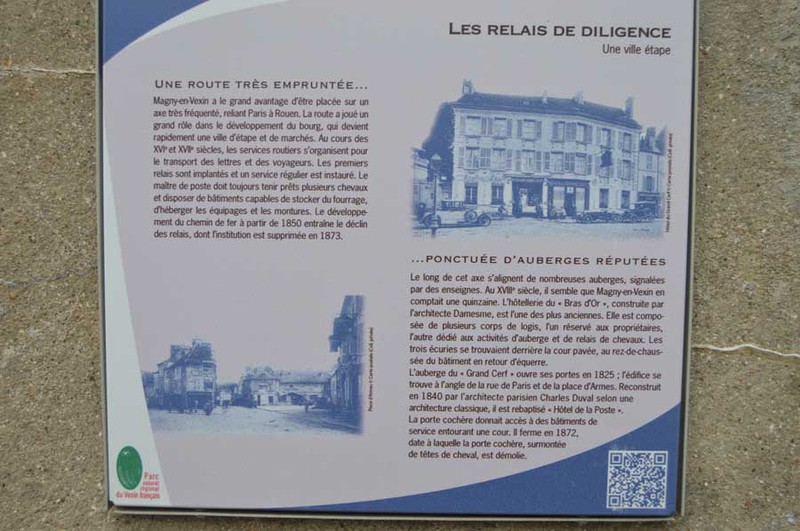 LES RELAIS DE DILIGENCE
Une ville étape
UNE ROUTE TRÈS EMPRUNTÉE...
Magny-en-Vexin a le grand avantage d'être placée sur un
axe très fréquenté, reliant Paris à Rouen. La route a joué un
grand rôle dans le développement du bourg, qui devient
rapidement une ville d'étape et de marchés. Au cours des
XVIe et XVIIe siècles, les services routiers s'organisent pour
le transport des lettres et des voyageurs. Les premiers
relais sont implantés et un service régulier est instauré. Le
maître de poste doit toujours tenir prêts plusieurs chevaux
et disposer de bâtiments capables de stocker du fourrage,
d'héberger les équipages et les montures. Le développe-
ment du chemin de fer à partir de 1850 entraîne le déclin
des relais, dont l'institution est supprimée en 1873.
Hôtel du Grand Cerf © Carte postale (Coll. privée)
...PONCTUÉE D'AUBERGES RÉPUTÉES
Le long de cet axe s'alignent de nombreuses auberges, signalées
par des enseignes. Au XVIIIe siècle, il semble que Magny-en-Vexin en
comptait une quinzaine. L'hôtellerie du « Bras d'Or », construite par
l'architecte Damesme, est l'une des plus anciennes. Elle est compo-
sée de plusieurs corps de logis, l'un réservé aux propriétaires,
l'autre dédié aux activités d'auberge et de relais de chevaux. Les
trois écuries se trouvaient derrière la cour pavée, au rez-de-chaus-
sée du bâtiment en retour d'équerre.
L'auberge du « Grand Cerf » ouvre ses portes en 1825 ; l'édifice se
trouve à l'angle de la rue de Paris et de la place d'Armes. Reconstruit
en 1840 par l'architecte parisien Charles Duval selon une
architecture classique, il est rebaptisé « Hôtel de la Poste ».
La porte cochère donnait accès à des bâtiments de
service entourant une cour. Il ferme en 1872,
date à laquelle la porte cochère, surmontée
de têtes de cheval, est démolie.
Place d'Armes © Carte postale (Coll. privée)
Parc
naturel
régional
du Vexin français